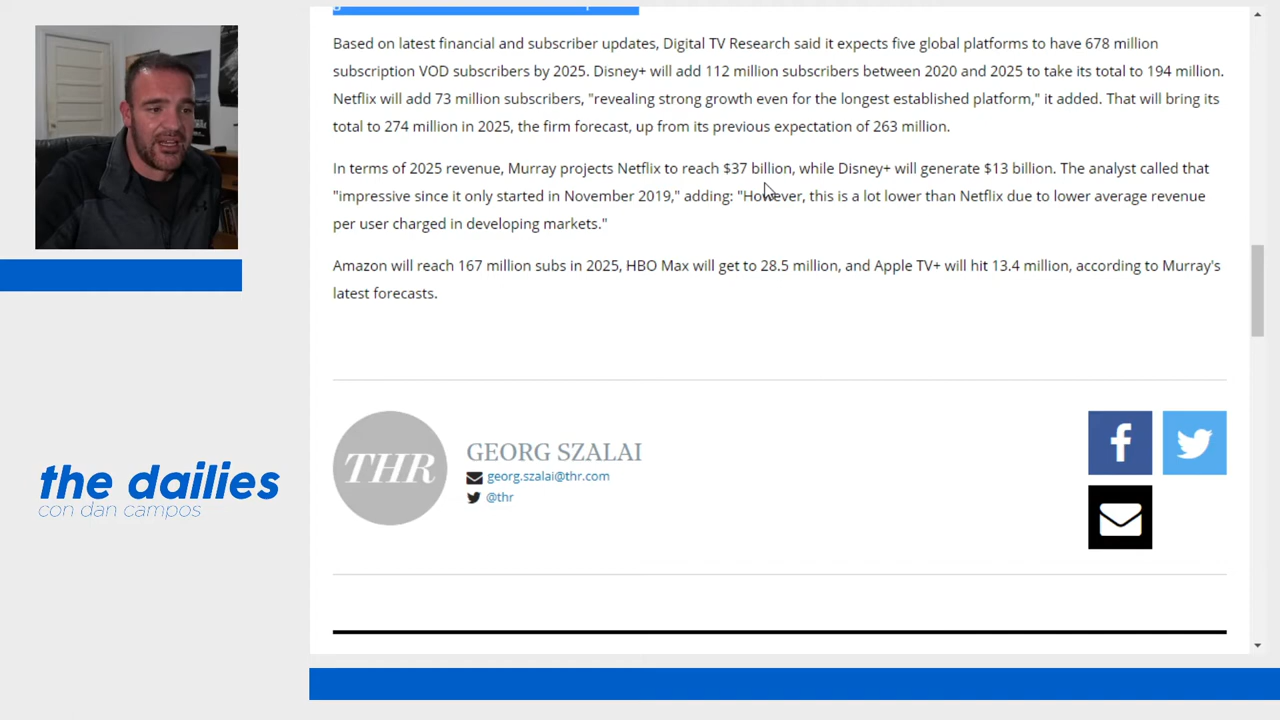 Based on latest financial and subscriber updates, Digital TV Research said it expects five global platforms to have 678 million
subscription VOD subscribers by 2025. Disney+ will add 112 million subscribers between 2020 and 2025 to take its total to 194 million.
Netflix will add 73 million subscribers, "revealing strong growth even for the longest established platform," it added. That will bring its
total to 274 million in 2025, the firm forecast, up from its previous expectation of 263 million.
In terms of 2025 revenue, Murray projects Netflix to reach $37 billion, while Disney+ will generate $13 billion. The analyst called that
"impressive since it only started in November 2019," adding: "However, this is a lot lower than Netflix due to lower average revenue
per user charged in developing markets."
Amazon will reach 167 million subs in 2025, HBO Max will get to 28.5 million, and Apple TV+ will hit 13.4 million, according to Murray's
latest forecasts.
THR
GEORG SZALAI
georg.szalai@thr.com
@thr
the dailies
con dan campos